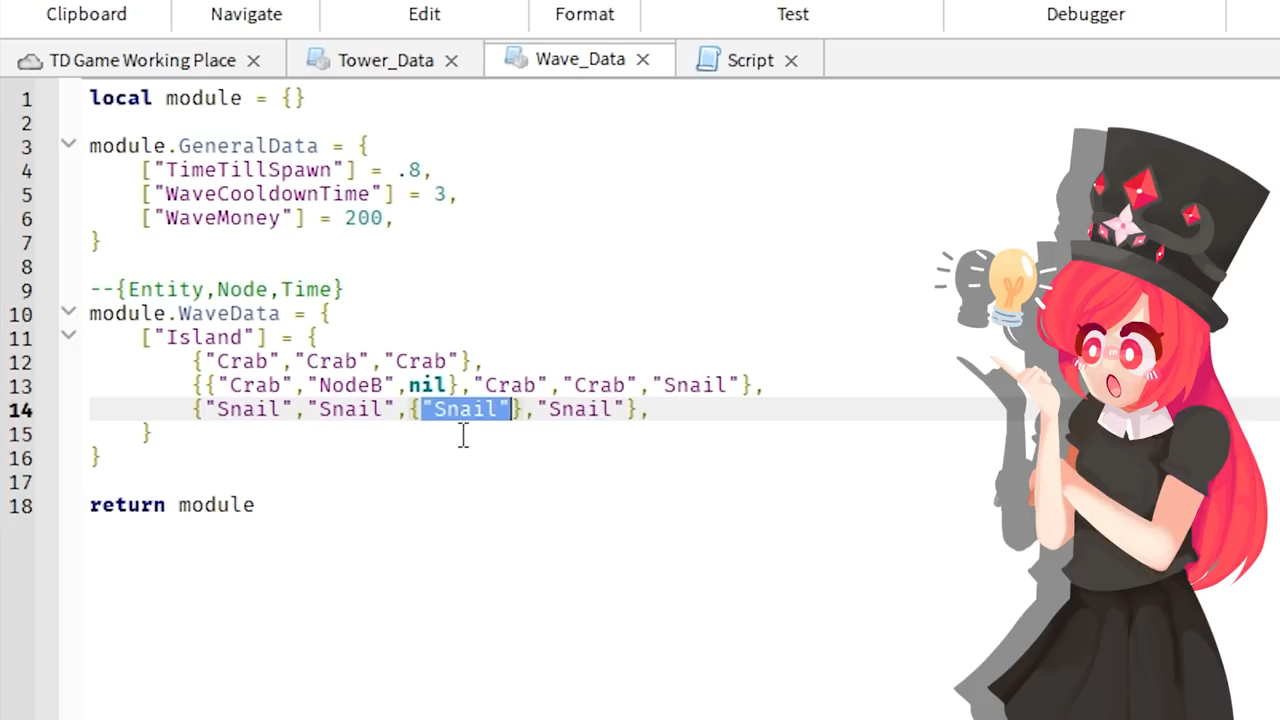 Clipboard Navigate Edit Format Test Debugger
TD Game Working Place Tower_Data Wave_Data Script
1 local module = {}
2
3 module.GeneralData = {
4 ["TimeTillSpawn"] = .8,
5 ["WaveCooldownTime"] = 3,
6 ["WaveMoney"] = 200,
7 }
8
9 --{Entity,Node,Time}
10 module.WaveData = {
11 ["Island"] = {
12 {"Crab","Crab","Crab"},
13 {{"Crab","NodeB",nil},"Crab","Crab","Snail"},
14 {"Snail","Snail",{"Snail"},"Snail"},
15 }
16 }
17
18 return module